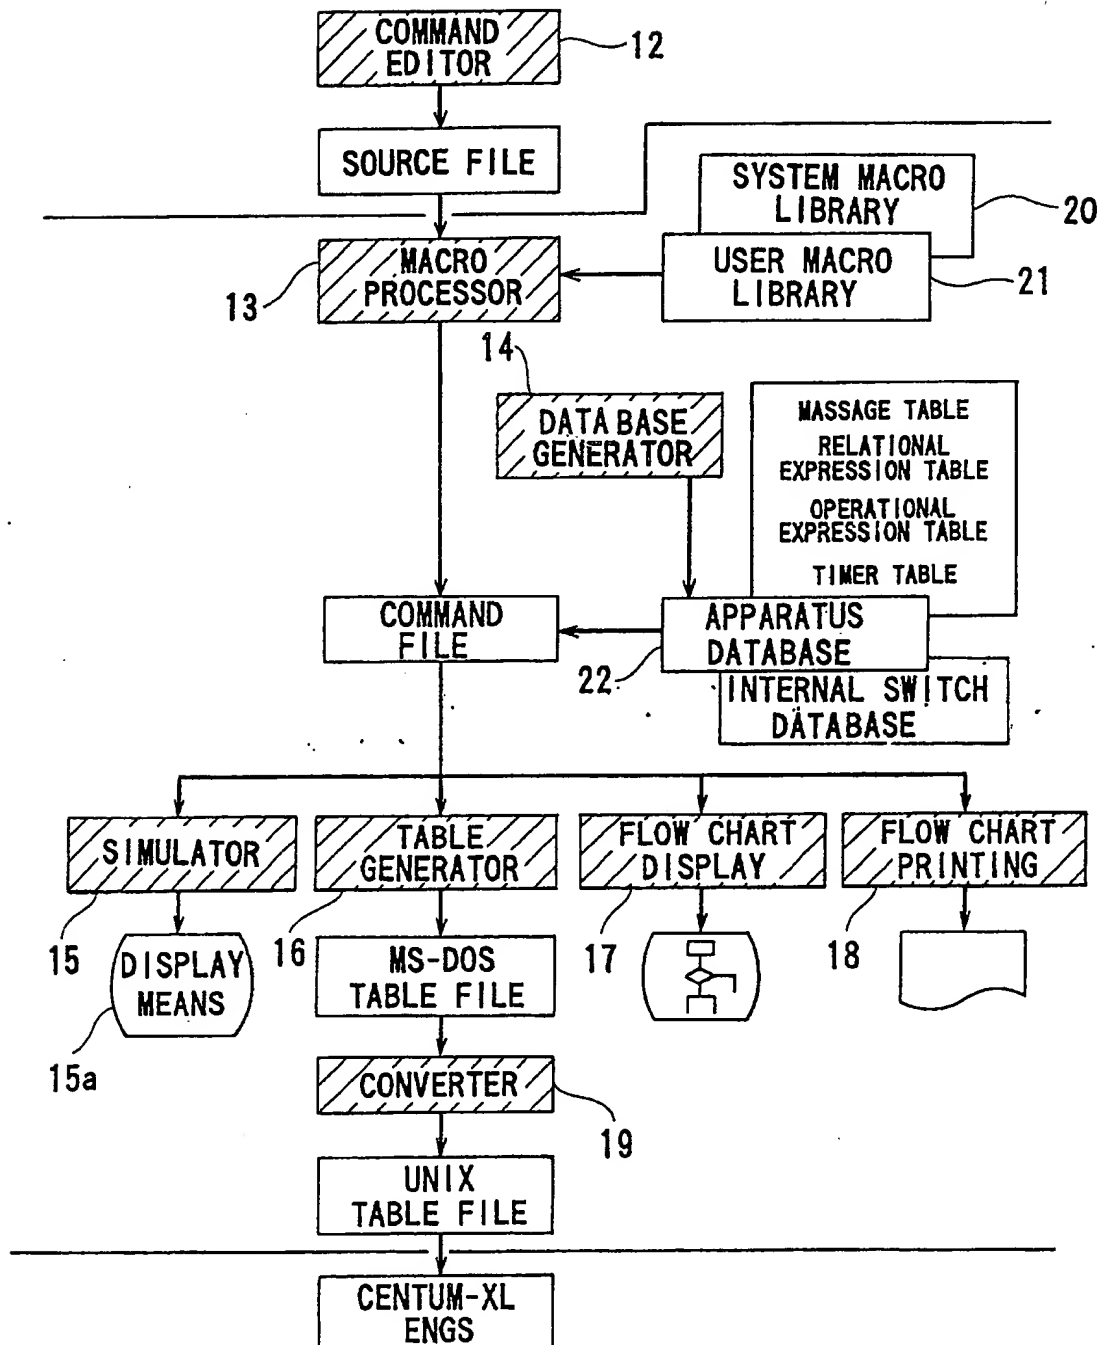 COMMAND
EDITOR
12
SOURCE FILE
SYSTEM MACRO
LIBRARY
20
USER MACRO
LIBRARY
21
MACRO
PROCESSOR
13
14
DATABASE
GENERATOR
MASSAGE TABLE
RELATIONAL
EXPRESSION TABLE
OPERATIONAL
EXPRESSION TABLE
TIMER TABLE
COMMAND
FILE
APPARATUS
DATABASE
22
INTERNAL SWITCH
DATABASE
SIMULATOR
TABLE
GENERATOR
FLOW CHART
DISPLAY
FLOW CHART
PRINTING
15
16
17
18
DISPLAY
MEANS
15a
MS-DOS
TABLE FILE
CONVERTER
19
UNIX
TABLE FILE
CENTUM-XL
ENGS